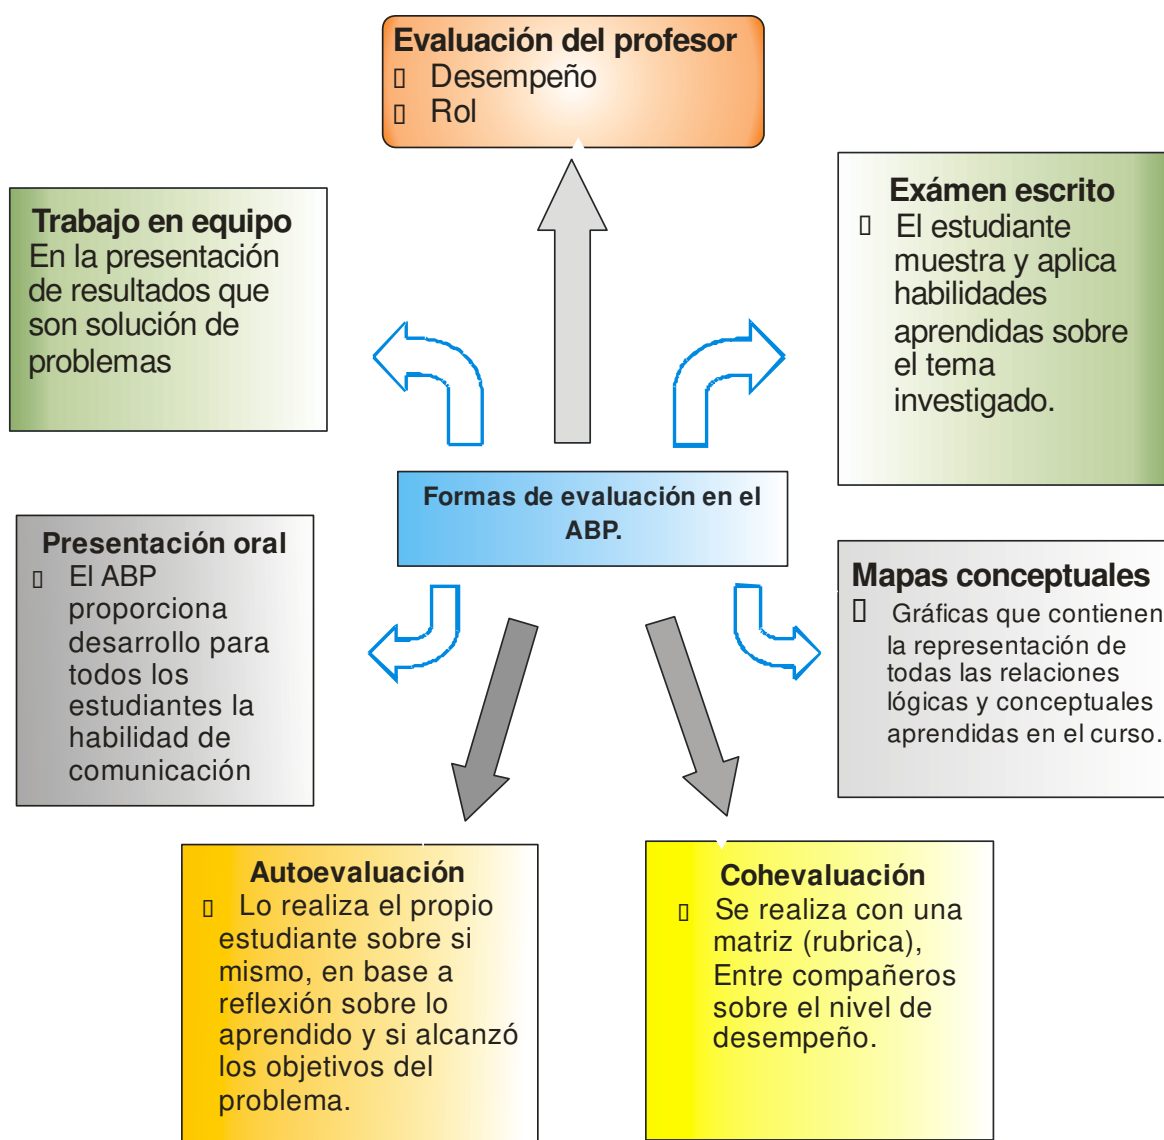 Evaluación del profesor
▯ Desempeño
▯ Rol
Trabajo en equipo
En la presentación
de resultados que
son solución de
problemas
Exámen escrito
▯ El estudiante
muestra y aplica
habilidades
aprendidas sobre
el tema
investigado.
Formas de evaluación en el
ABP.
Presentación oral
▯ El ABP
proporciona
desarrollo para
todos los
estudiantes la
habilidad de
comunicación
Mapas conceptuales
▯ Gráficas que contienen
la representación de
todas las relaciones
lógicas y conceptuales
aprendidas en el curso.
Autoevaluación
▯ Lo realiza el propio
estudiante sobre si
mismo, en base a
reflexión sobre lo
aprendido y si alcanzó
los objetivos del
problema.
Cohevaluación
▯ Se realiza con una
matriz (rubrica),
Entre compañeros
sobre el nivel de
desempeño.